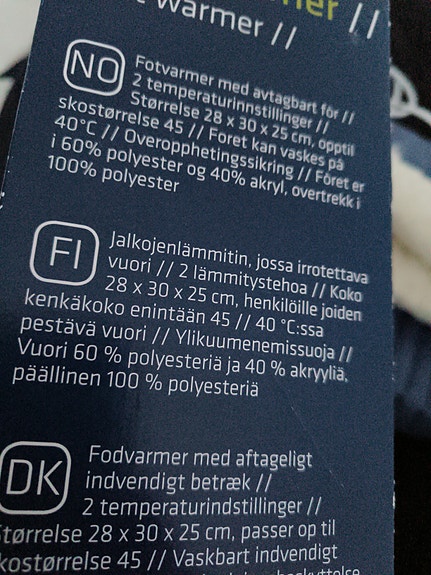 Warmer //
NO
Fotvarmer med avtagbart fôr //
2 temperaturinnstillinger //
Størrelse 28 x 30 x 25 cm, opptil
skostørrelse 45 // Foret kan vaskes på
40°C // Overopphetingssikring // Fôret er
i 60% polyester og 40% akryl, overtrekk i
100% polyester
FI
Jalkojenlämmitin, jossa irrotettava
vuori // 2 lämmitystehoa // Koko
28 x 30 x 25 cm, henkilöille joiden
kenkäkoko enintään 45 // 40 °C:ssa
pestävä vuori // Ylikuumenemissuoja //
Vuori 60 % polyesteriä ja 40 % akryyliä,
päällinen 100 % polyesteriä
DK
Fodvarmer med aftageligt
indvendigt betræk //
2 temperaturindstillinger //
tørrelse 28 x 30 x 25 cm, passer op til
kostørrelse 45 // Vaskbart indvendigt